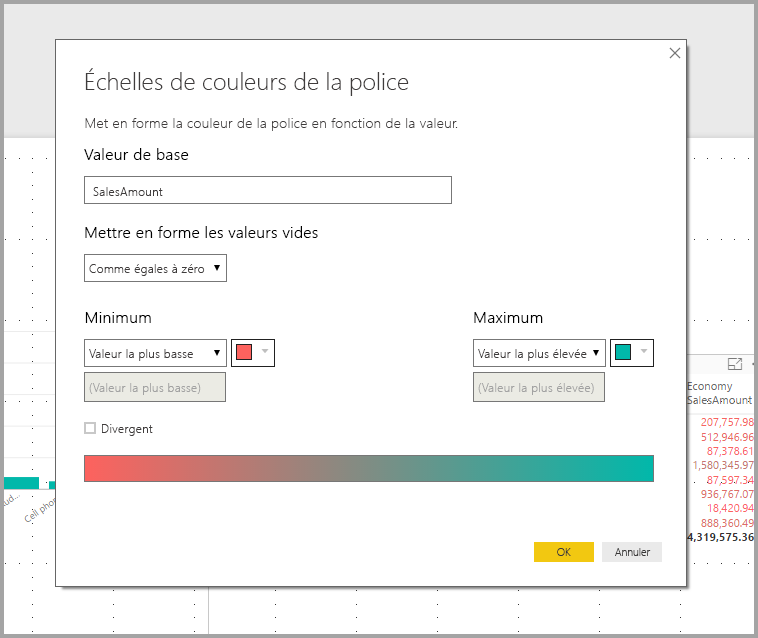 Échelles de couleurs de la police
Met en forme la couleur de la police en fonction de la valeur.
Valeur de base
SalesAmount
Mettre en forme les valeurs vides
Comme égales à zéro
Minimum
Maximum
Valeur la plus basse
Valeur la plus élevée
(Valeur la plus basse)
(Valeur la plus élevée)
Divergent
OK
Annuler
Economy
SalesAmount
207,757.98
512,946.96
87,378.61
1,580,345.97
87,597.34
936,767.07
18,420.94
888,360.49
4,319,575.36
Cell